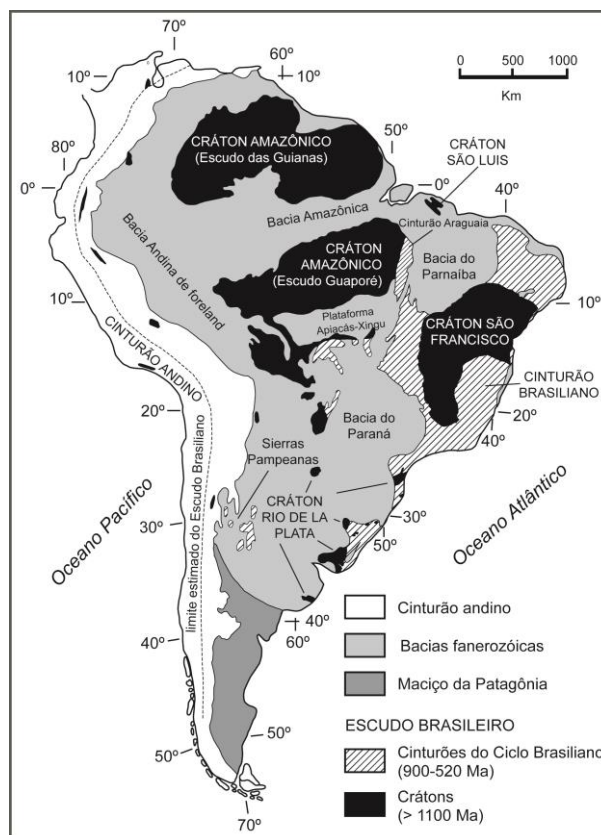 70º
60º
10º
10º
0
500
1000
Km
CRÁTON AMAZÔNICO
(Escudo das Guianas)
50º
CRÁTON
SÃO LUIS
80º
0º
0º
40º
Bacia Amazônica
Cinturão Araguaia
Bacia do
Parnaíba
Bacia Andina de foreland
CRÁTON
AMAZÔNICO
(Escudo Guaporé)
10º
10º
Plataforma
Apiacás-Xingu
CRÁTON SÃO
FRANCISCO
CINTURÃO ANDINO
CINTURÃO
BRASILIANO
20º
20º
40º
Bacia do
Paraná
Sierras
Pampeanas
limite estimado do Escudo Brasiliano
CRÁTON
RIO DE LA
PLATA
Oceano Pacífico
Oceano Atlântico
30º
30º
50º
40º
60º
40º
50º
50º
70º
Cinturão andino
Bacias fanerozóicas
Maciço da Patagônia
ESCUDO BRASILEIRO
Cinturões do Ciclo Brasiliano
(900-520 Ma)
Crátons
(> 1100 Ma)